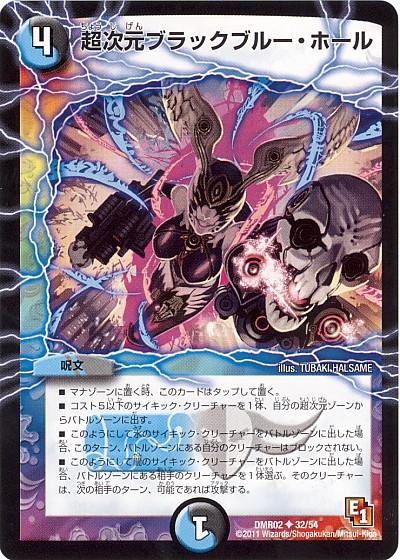 4
ちょうじげん
超次元ブラックブルー・ホール
illus. TUBAKI HALSAME
呪文
■ マナゾーンに置く時、このカードはタップして置く。
■ コスト5以下のサイキック・クリーチャーを1体、自分の超次元ゾーンか
らバトルゾーンに出す。
■ このようにして水のサイキック・クリーチャーをバトルゾーンに出した場
合、このターン、バトルゾーンにある自分のクリーチャーはブロックされない。
■ このようにして闇のサイキック・クリーチャーをバトルゾーンに出した場
合、バトルゾーンにある相手のクリーチャーを1体選ぶ。そのクリーチャ
ーは、次の相手のターン、可能であれば攻撃する。
1
DMR02 ◆ 32/54
©2011 Wizards/Shogakukan/Mitsui-Kids
E1